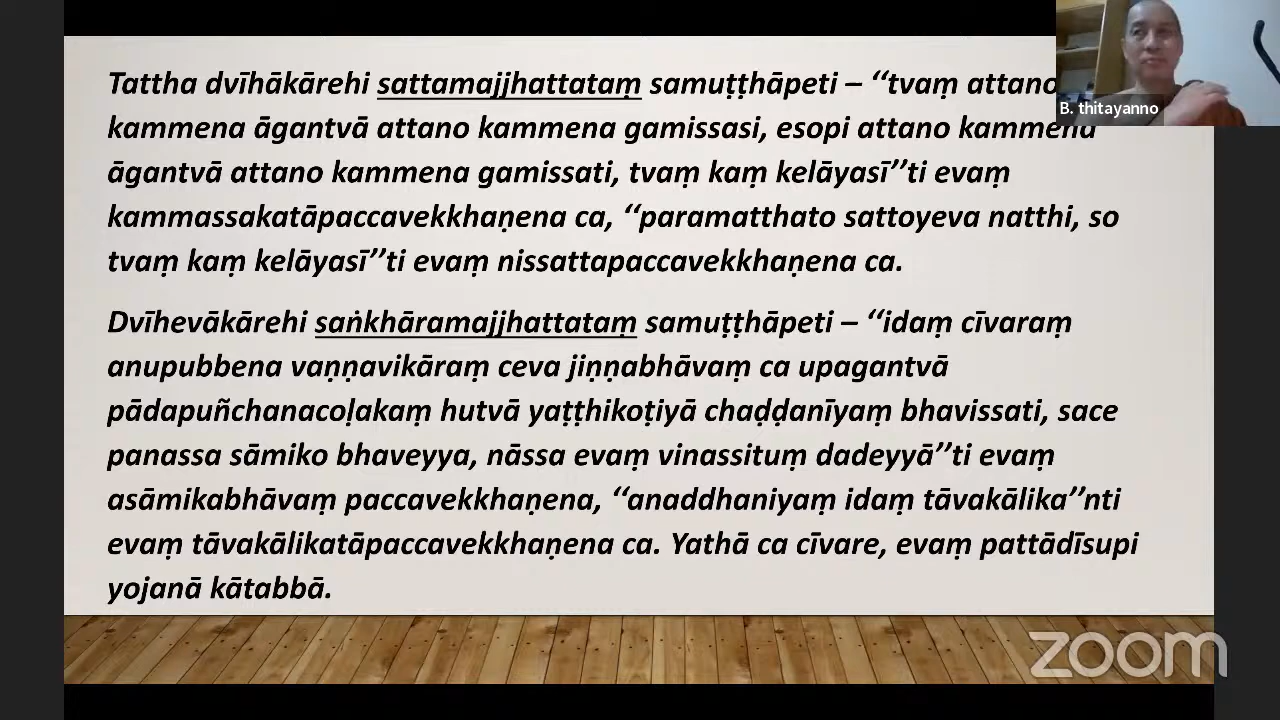 Tattha dvīhākārehi sattamajjhattataṃ samuṭṭhāpeti – “tvaṃ attano
kammena āgantvā attano kammena gamissasi, esopi attano kammena
āgantvā attano kammena gamissati, tvaṃ kaṃ kelāyasī”ti evaṃ
kammassakatāpaccavekkhaṇena ca, “paramatthato sattoyeva natthi, so
tvaṃ kaṃ kelāyasī”ti evaṃ nissattapaccavekkhaṇena ca.
Dvīhevākārehi saṅkhāramajjhattataṃ samuṭṭhāpeti – “idaṃ cīvaraṃ
anupubbena vaṇṇavikāraṃ ceva jiṇṇabhāvaṃ ca upagantvā
pādapuñchanacoḷakaṃ hutvā yaṭṭhikoṭiyā chaḍḍanīyaṃ bhavissati, sace
panassa sāmiko bhaveyya, nāssa evaṃ vinassituṃ dadeyyā”ti evaṃ
asāmikabhāvaṃ paccavekkhaṇena, “anaddhaniyaṃ idaṃ tāvakālika”nti
evaṃ tāvakālikatāpaccavekkhaṇena ca. Yathā ca cīvare, evaṃ pattādīsupi
yojanā kātabbā.
B. thitayanno
zoom